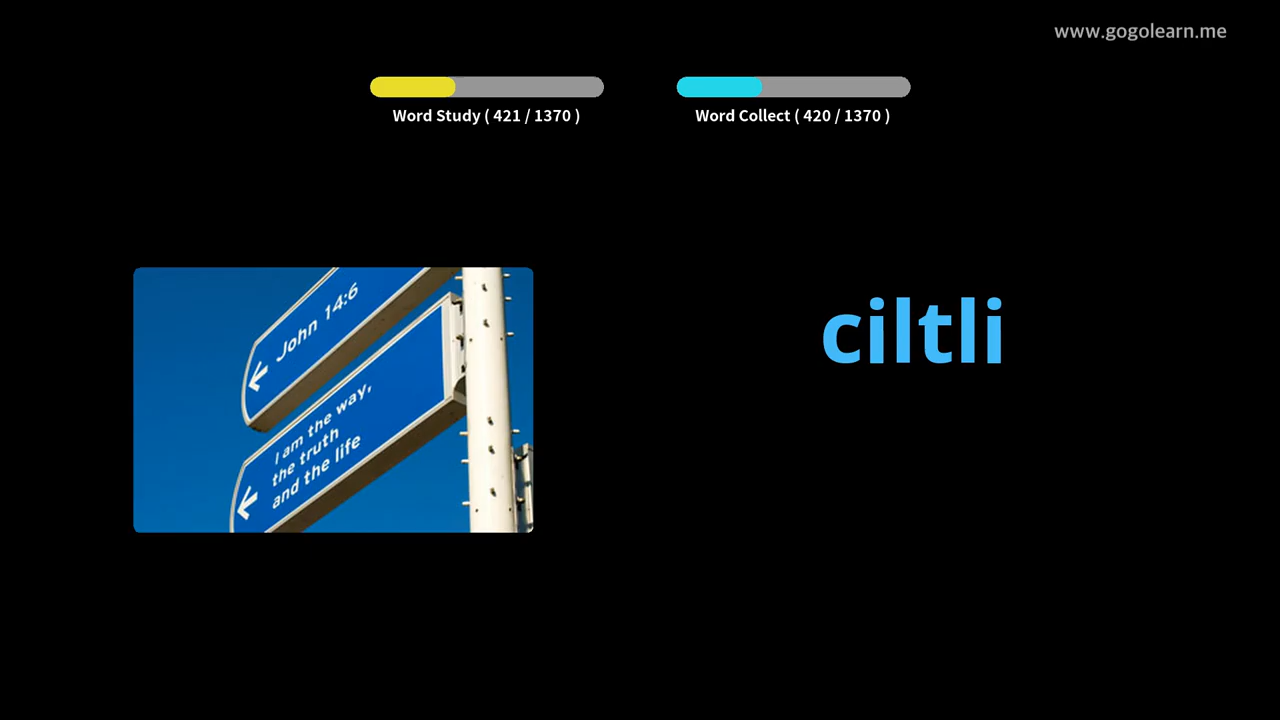 www.gogolearn.me
Word Study ( 421 / 1370 )
Word Collect ( 420 / 1370 )
John 14:6
I am the way,
the truth
and the life
ciltli